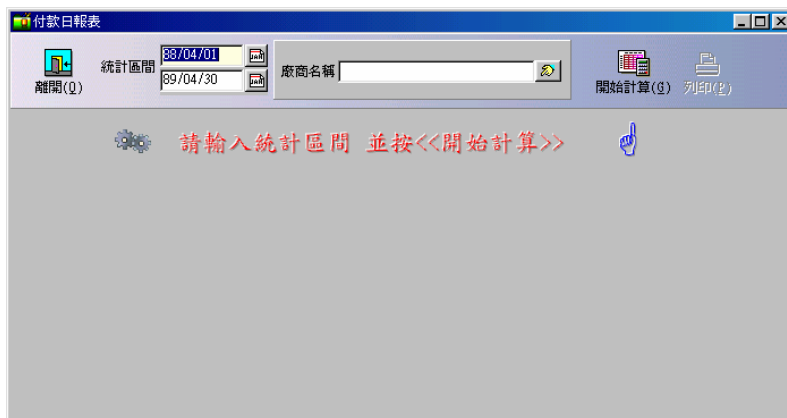 付款日報表
離開(Q)
統計區間
88/04/01
89/04/30
廠商名稱
開始計算(G)
列印(P)
請輸入統計區間 並按<<開始計算>>